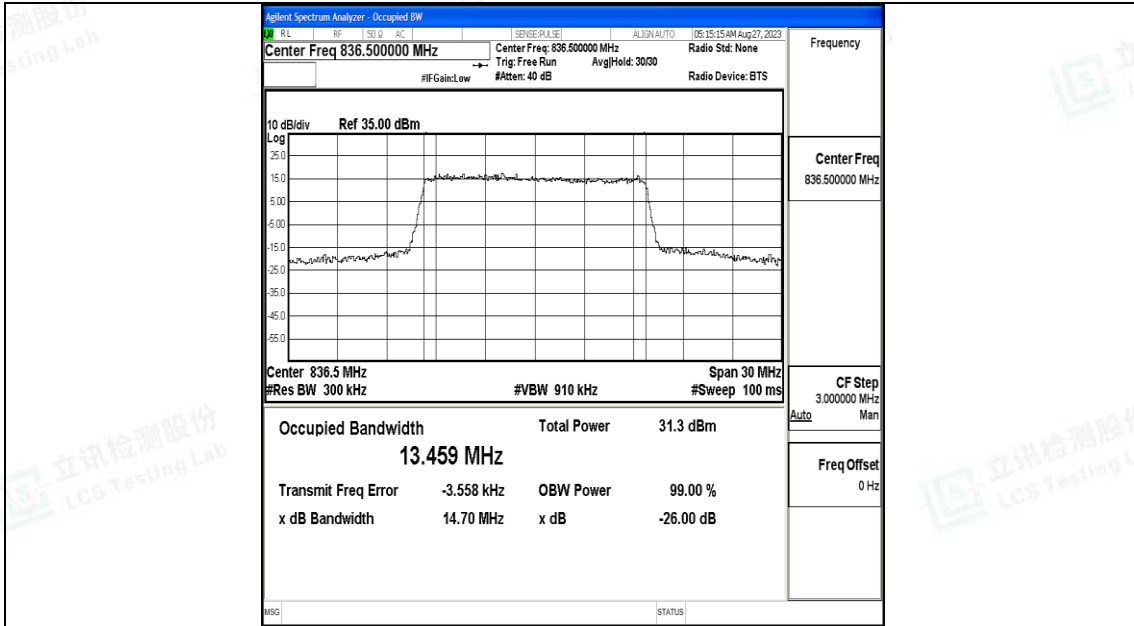 Agilent Spectrum Analyzer - Occupied BW
RL RF 50 Ω AC SENSE:PULSE ALIGN AUTO 05:15:15 AM Aug 27, 2023
Center Freq 836.500000 MHz
Center Freq: 836.500000 MHz Radio Std: None
Trig: Free Run Avg|Hold: 30/30
#IFGain:Low #Atten: 40 dB Radio Device: BTS
Frequency
10 dB/div Ref 35.00 dBm
Log
25.0
15.0
5.00
-5.00
-15.0
-25.0
-35.0
-45.0
-55.0
Center 836.5 MHz Span 30 MHz
#Res BW 300 kHz #VBW 910 kHz #Sweep 100 ms
Center Freq
836.500000 MHz
CF Step
3.000000 MHz
Auto Man
Freq Offset
0 Hz
Occupied Bandwidth Total Power 31.3 dBm
13.459 MHz
Transmit Freq Error -3.558 kHz OBW Power 99.00 %
x dB Bandwidth 14.70 MHz x dB -26.00 dB
MSG STATUS
立讯检测股份
LCS Testing Lab
立讯检测股份
LCS Testing L
测股份
sting Lab
立